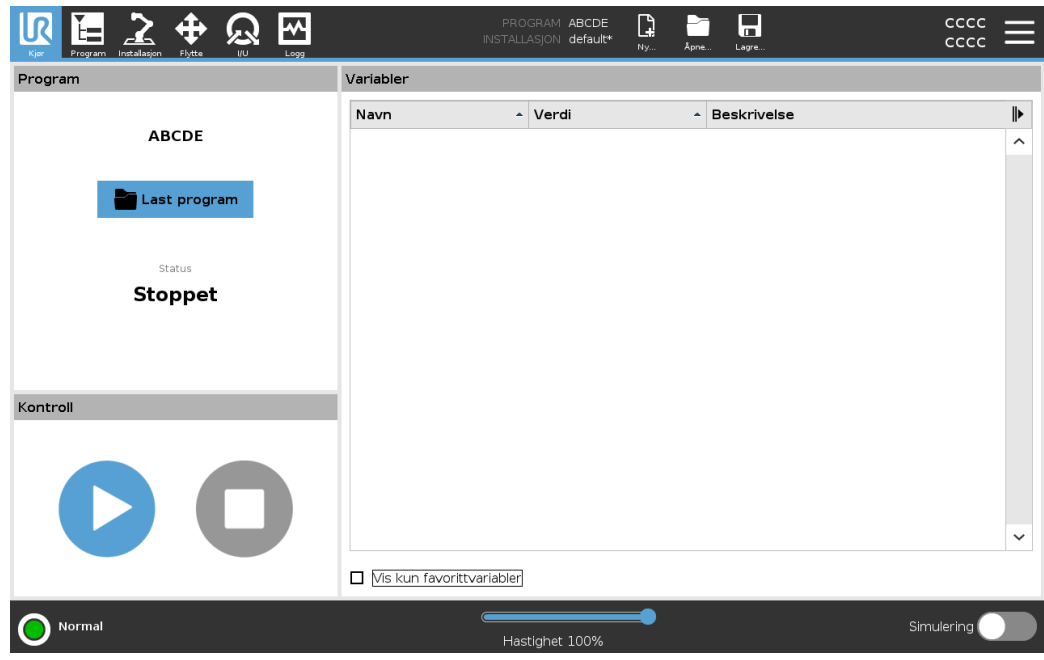 UR
Kjør
Program
Installasjon
Flytte
I/U
Logg
PROGRAM ABCDE
INSTALLASJON default*
Ny...
Åpne...
Lagre...
CCCC
CCCC
Program
ABCDE
Last program
Status
Stoppet
Kontroll
Variabler
Navn
Verdi
Beskrivelse
Vis kun favorittvariabler
Normal
Hastighet 100%
Simulering